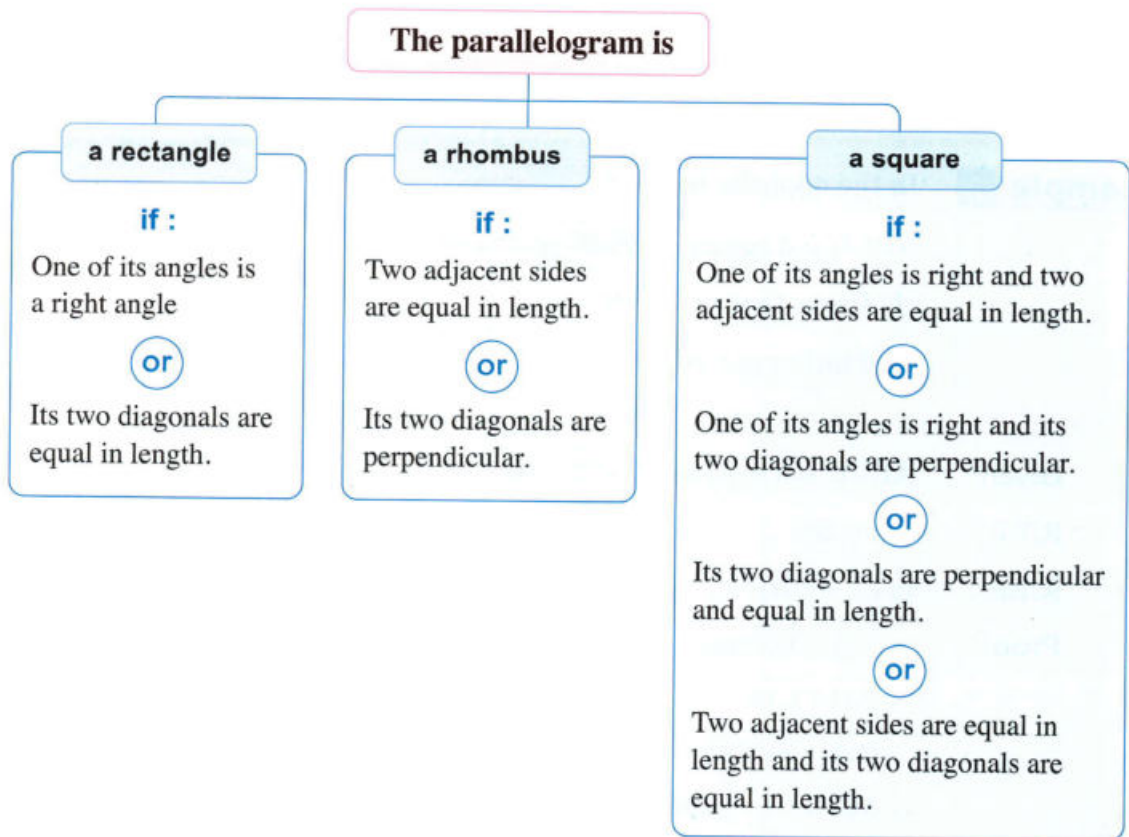 The parallelogram is
a rectangle
if :
One of its angles is
a right angle
or
Its two diagonals are
equal in length.
a rhombus
if :
Two adjacent sides
are equal in length.
or
Its two diagonals are
perpendicular.
a square
if :
One of its angles is right and two
adjacent sides are equal in length.
or
One of its angles is right and its
two diagonals are perpendicular.
or
Its two diagonals are perpendicular
and equal in length.
or
Two adjacent sides are equal in
length and its two diagonals are
equal in length.